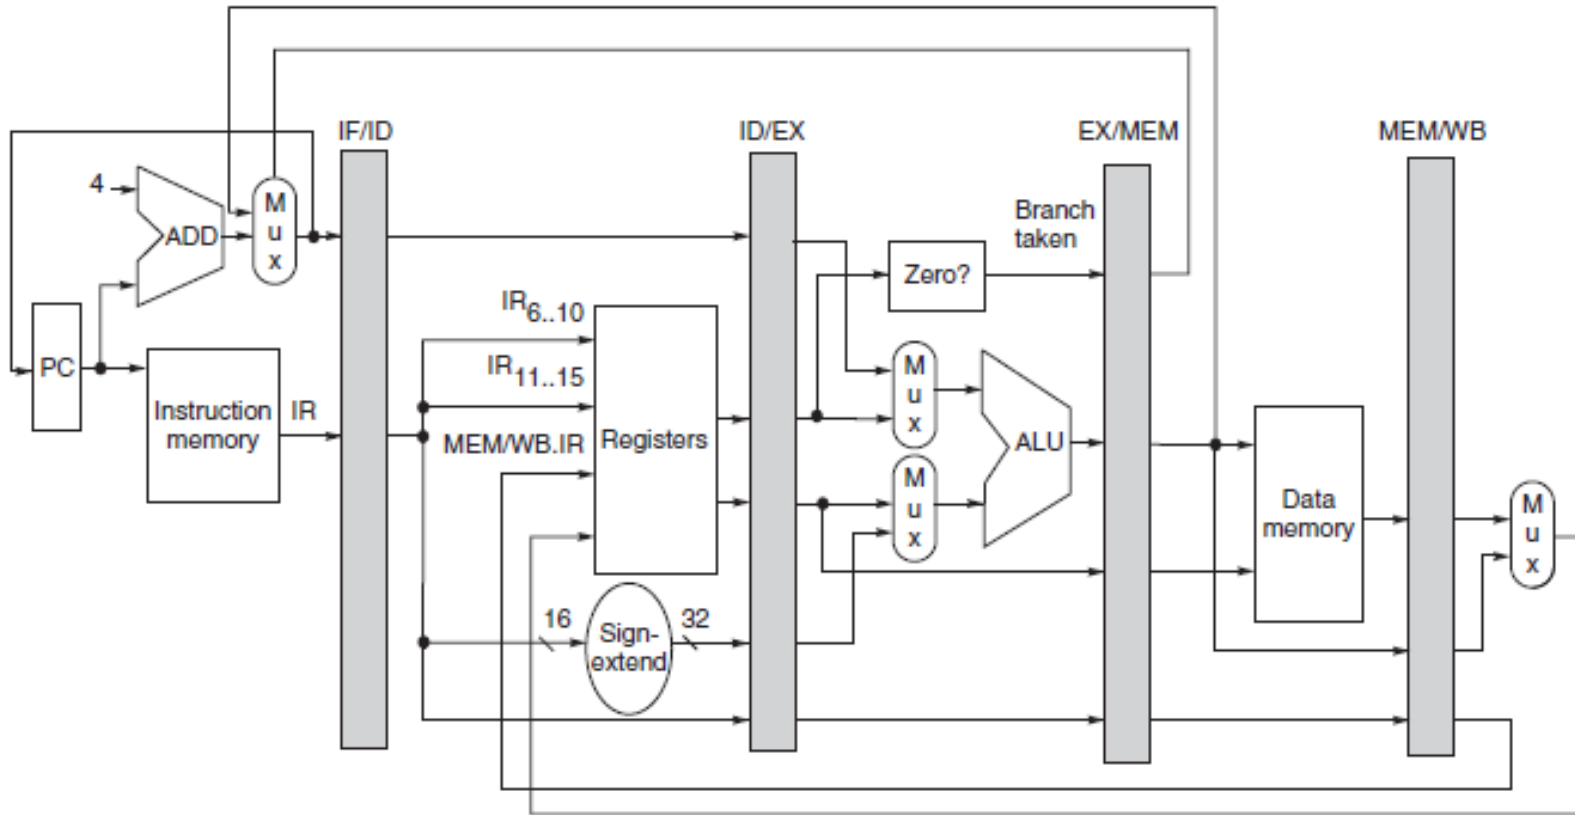 IF/ID
ID/EX
EX/MEM
MEM/WB
4
ADD
M
u
x
Branch
taken
Zero?
IR6..10
PC
IR11..15
M
u
x
Instruction
memory
IR
MEM/WB.IR
Registers
ALU
M
u
x
Data
memory
M
u
x
16
Sign-
extend
32